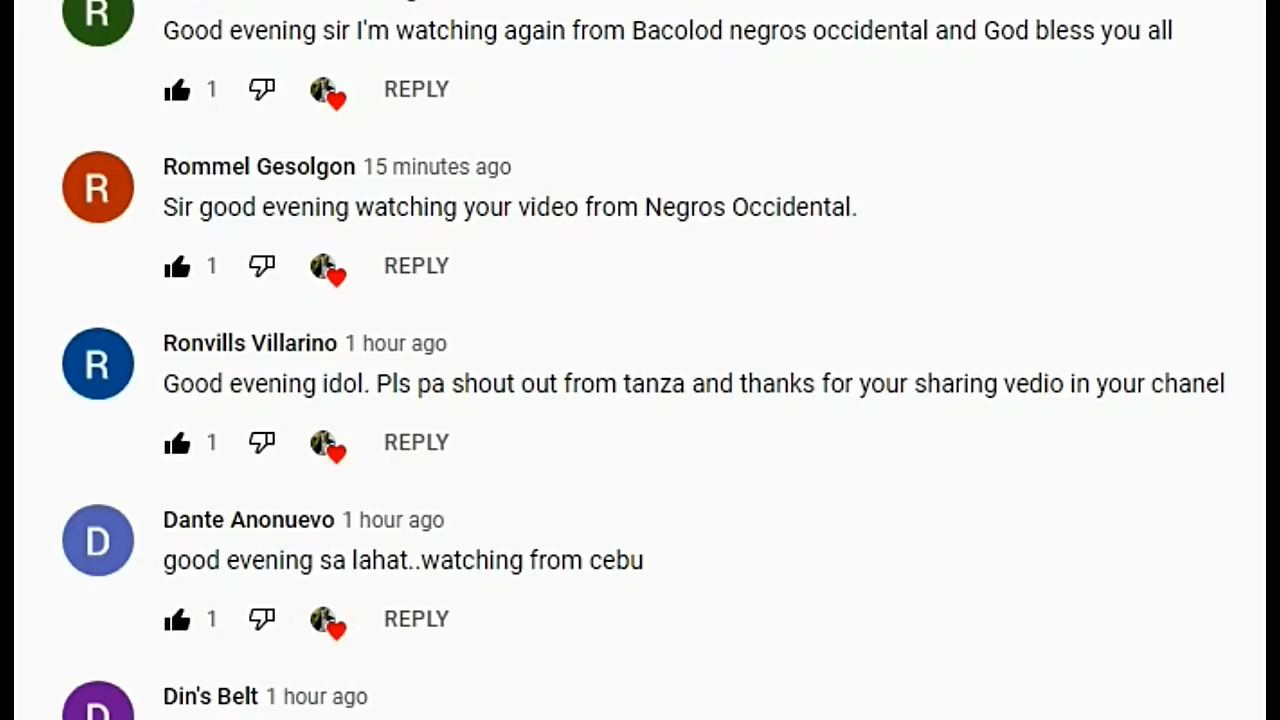 R
Good evening sir I'm watching again from Bacolod negros occidental and God bless you all
1 REPLY
R
Rommel Gesolgon 15 minutes ago
Sir good evening watching your video from Negros Occidental.
1 REPLY
R
Ronvills Villarino 1 hour ago
Good evening idol. Pls pa shout out from tanza and thanks for your sharing vedio in your chanel
1 REPLY
D
Dante Anonuevo 1 hour ago
good evening sa lahat..watching from cebu
1 REPLY
D
Din's Belt 1 hour ago